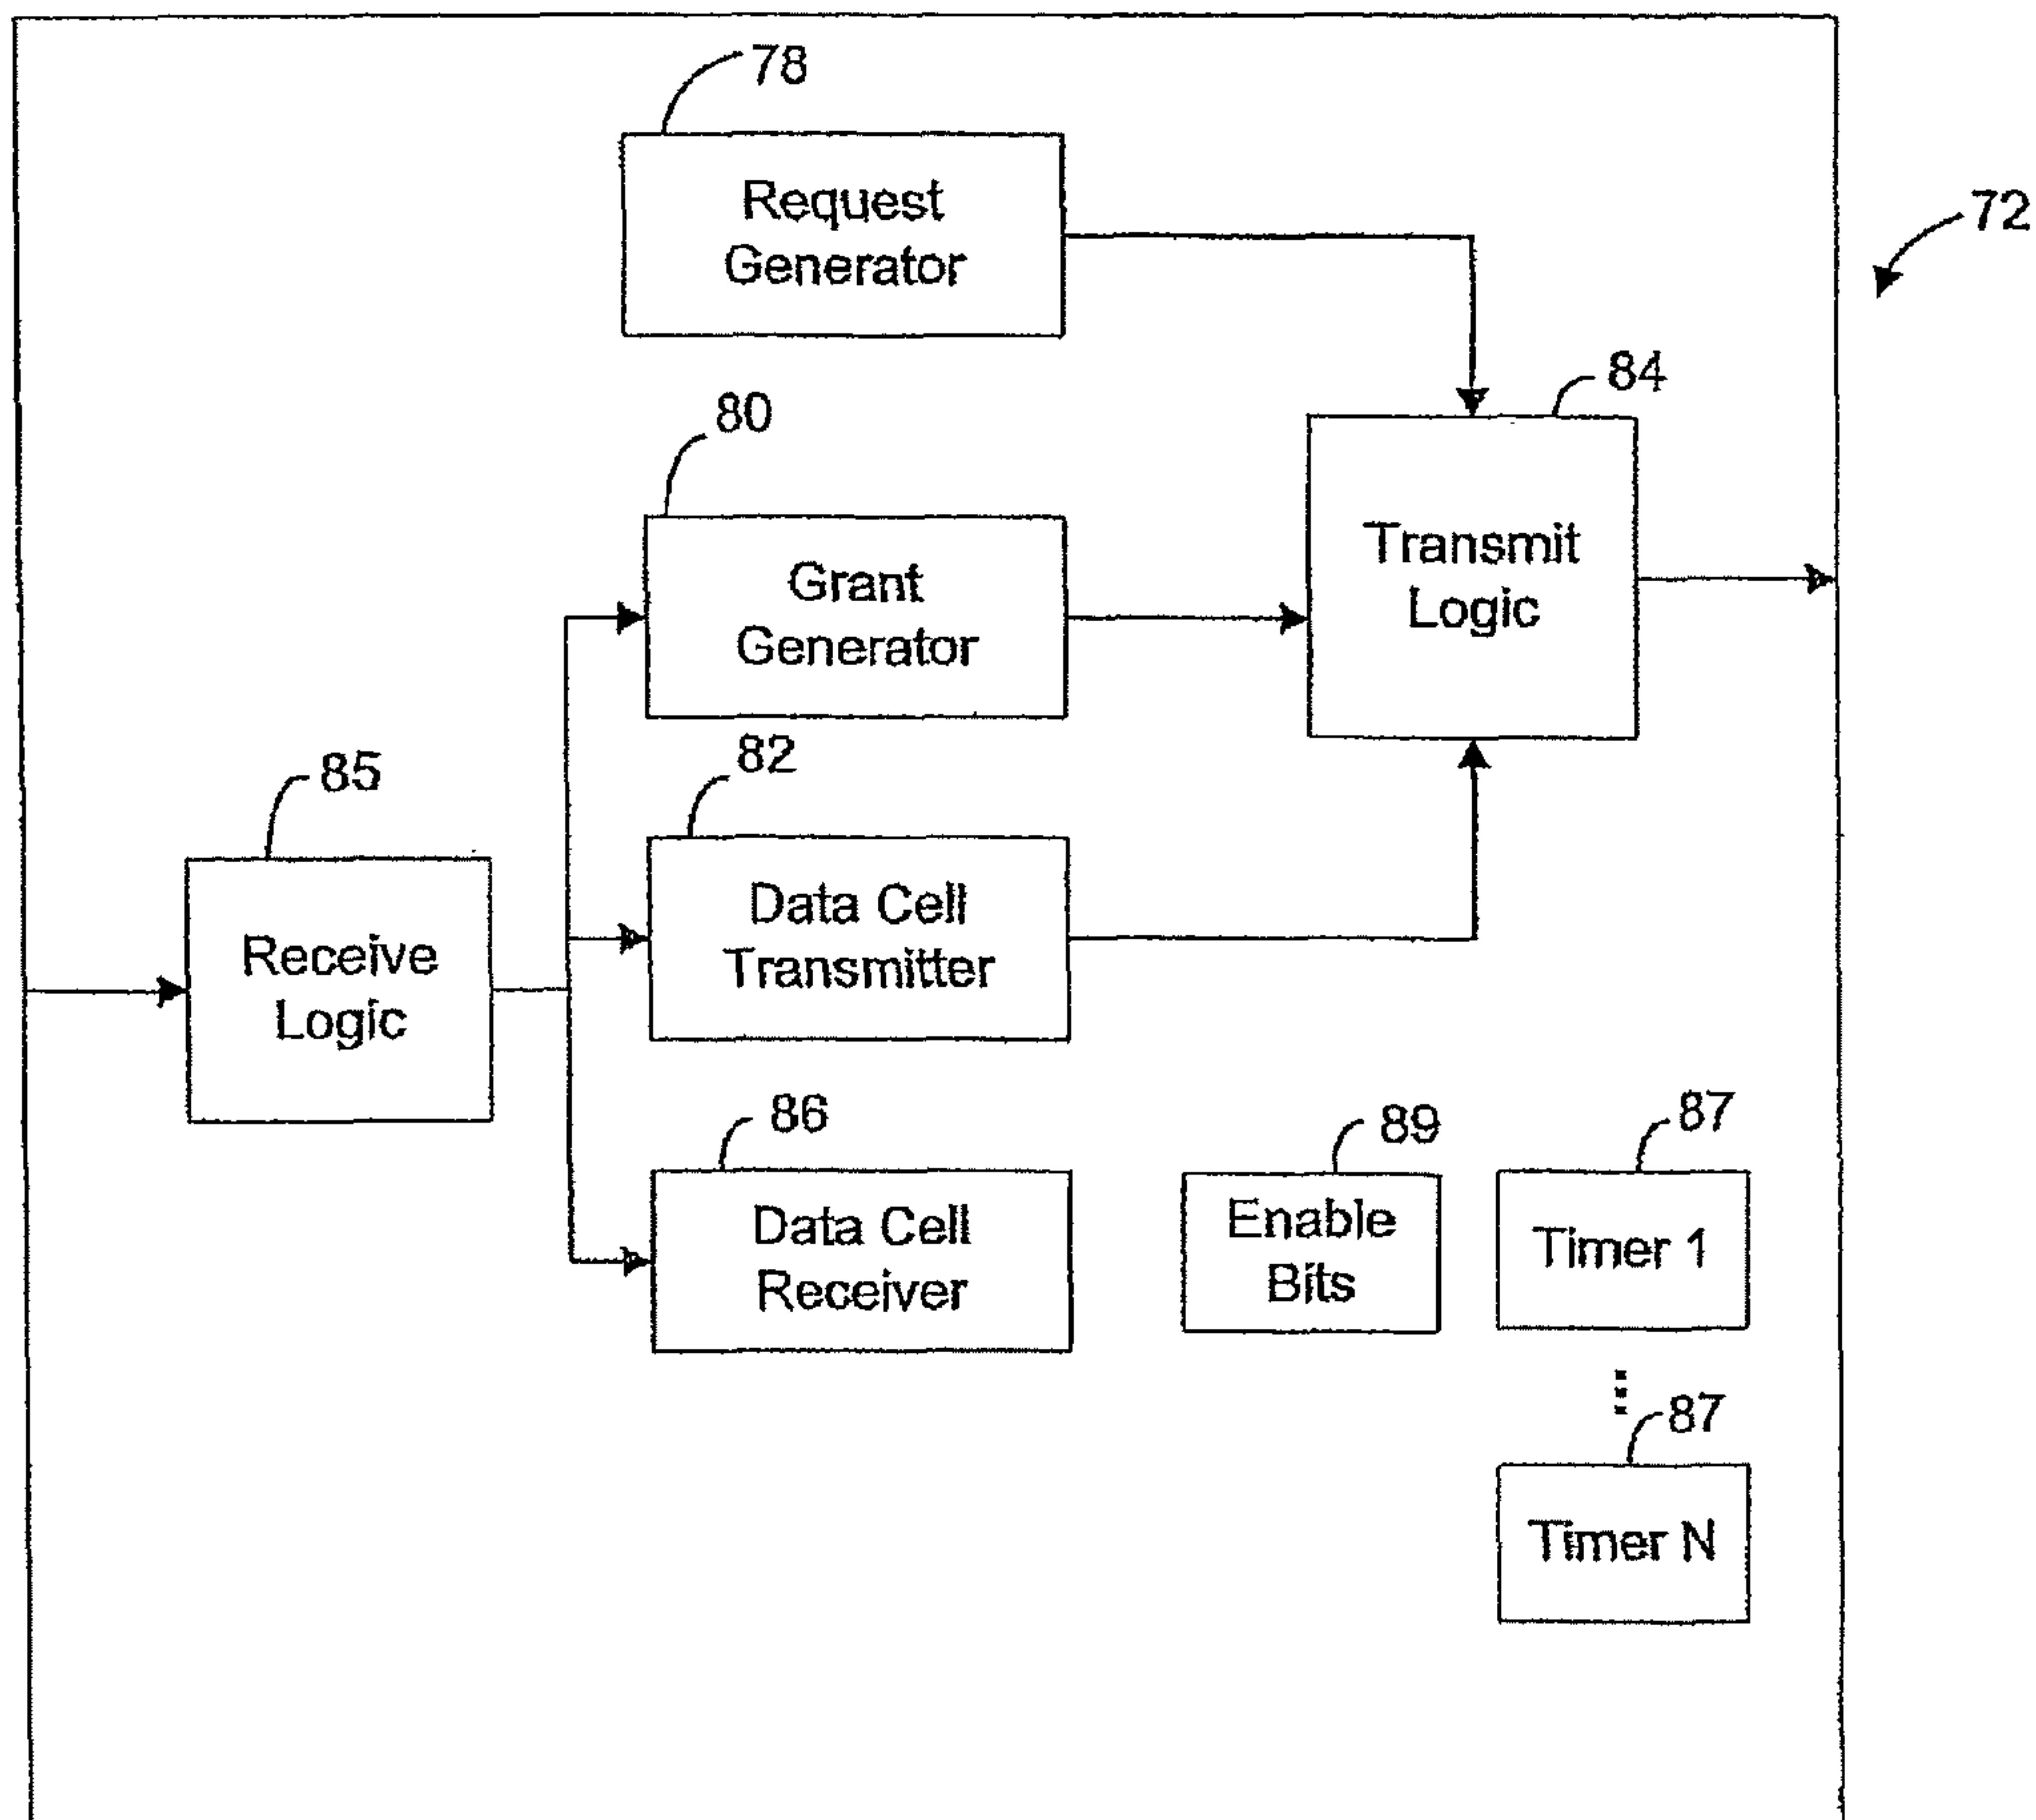 78
Request
Generator
72
84
80
Grant
Generator
Transmit
Logic
82
85
Data Cell
Transmitter
Receive
Logic
86
89
87
Data Cell
Receiver
Enable
Bits
Timer 1
87
Timer N